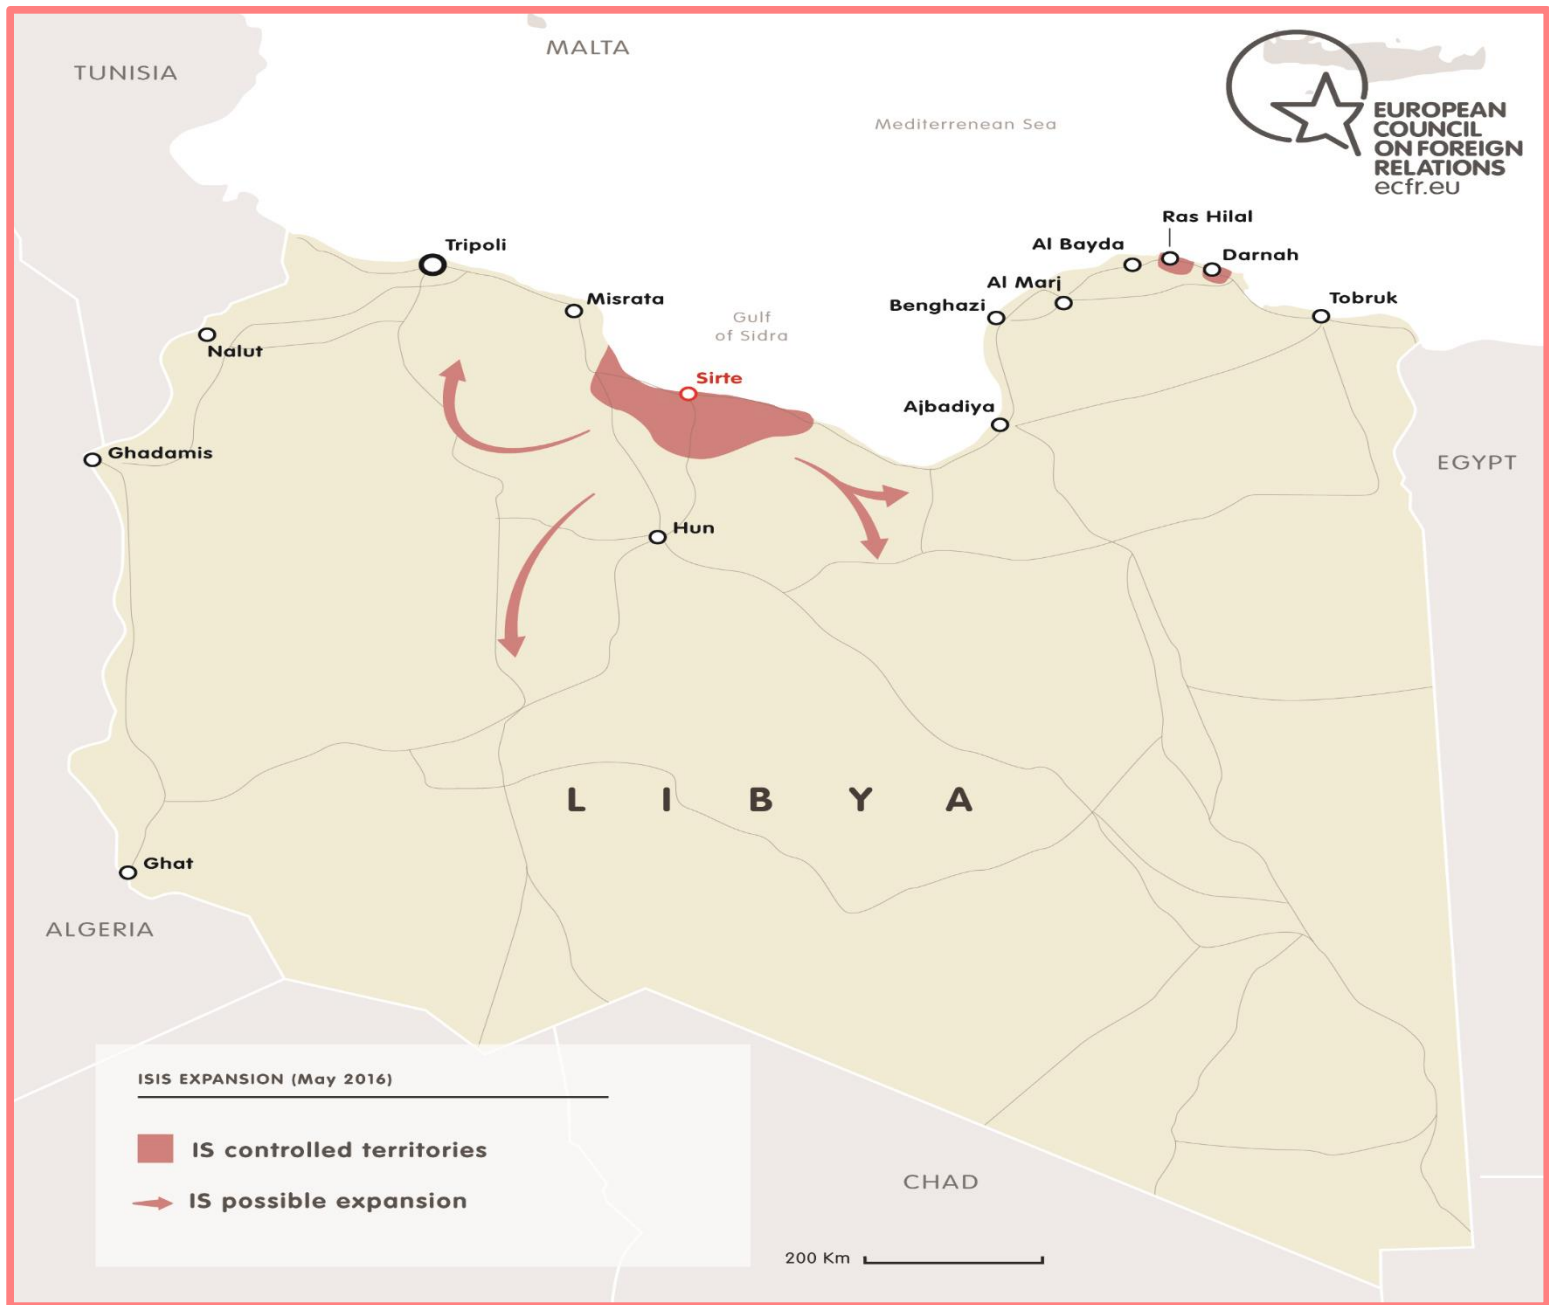 MALTA
TUNISIA
Mediterrenean Sea
EUROPEAN
COUNCIL
ON FOREIGN
RELATIONS
ecfr.eu
Ras Hilal
Tripoli
Al Bayda
Darnah
Misrata
Al Marj
Benghazi
Tobruk
Gulf
of Sidra
Nalut
Sirte
Ajbadiya
Ghadamis
EGYPT
Hun
L I B Y A
Ghat
ALGERIA
ISIS EXPANSION (May 2016)
IS controlled territories
IS possible expansion
CHAD
200 Km